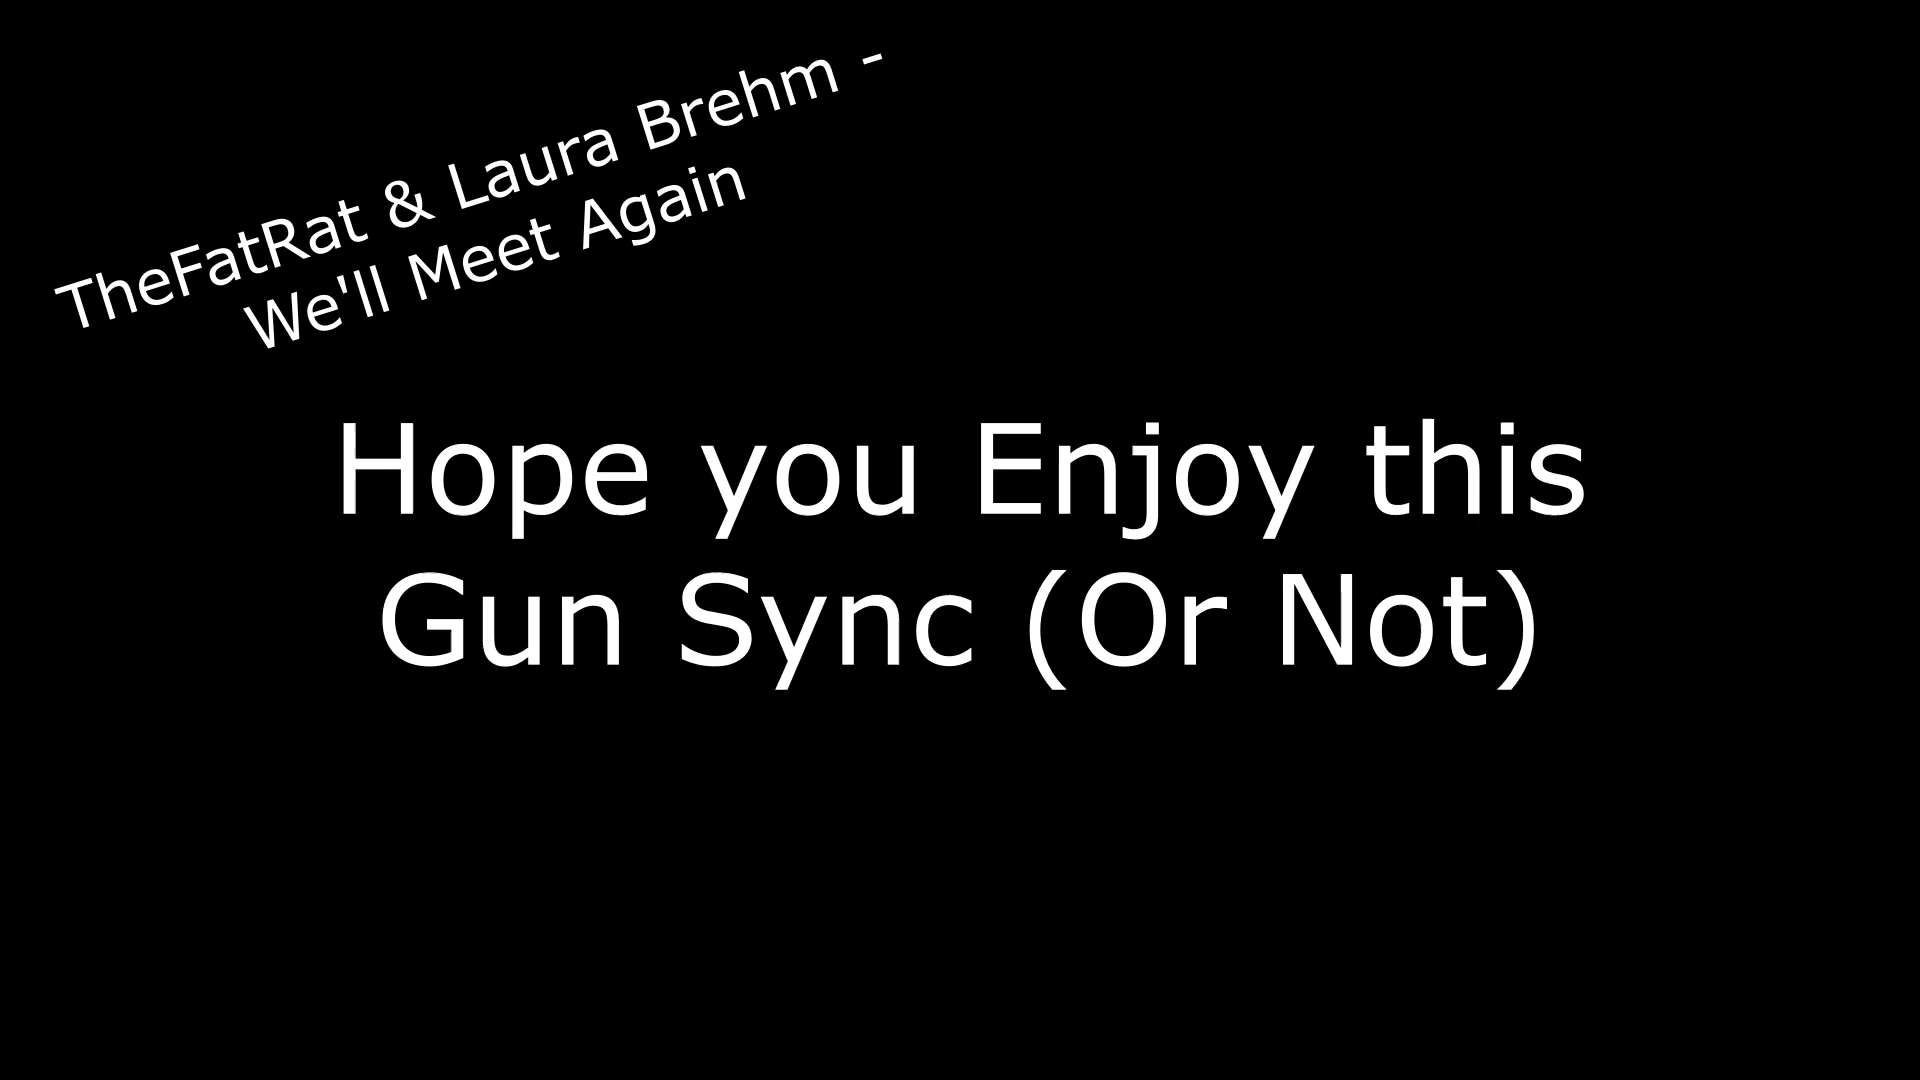 TheFatRat & Laura Brehm -
We'll Meet Again
Hope you Enjoy this
Gun Sync (Or Not)